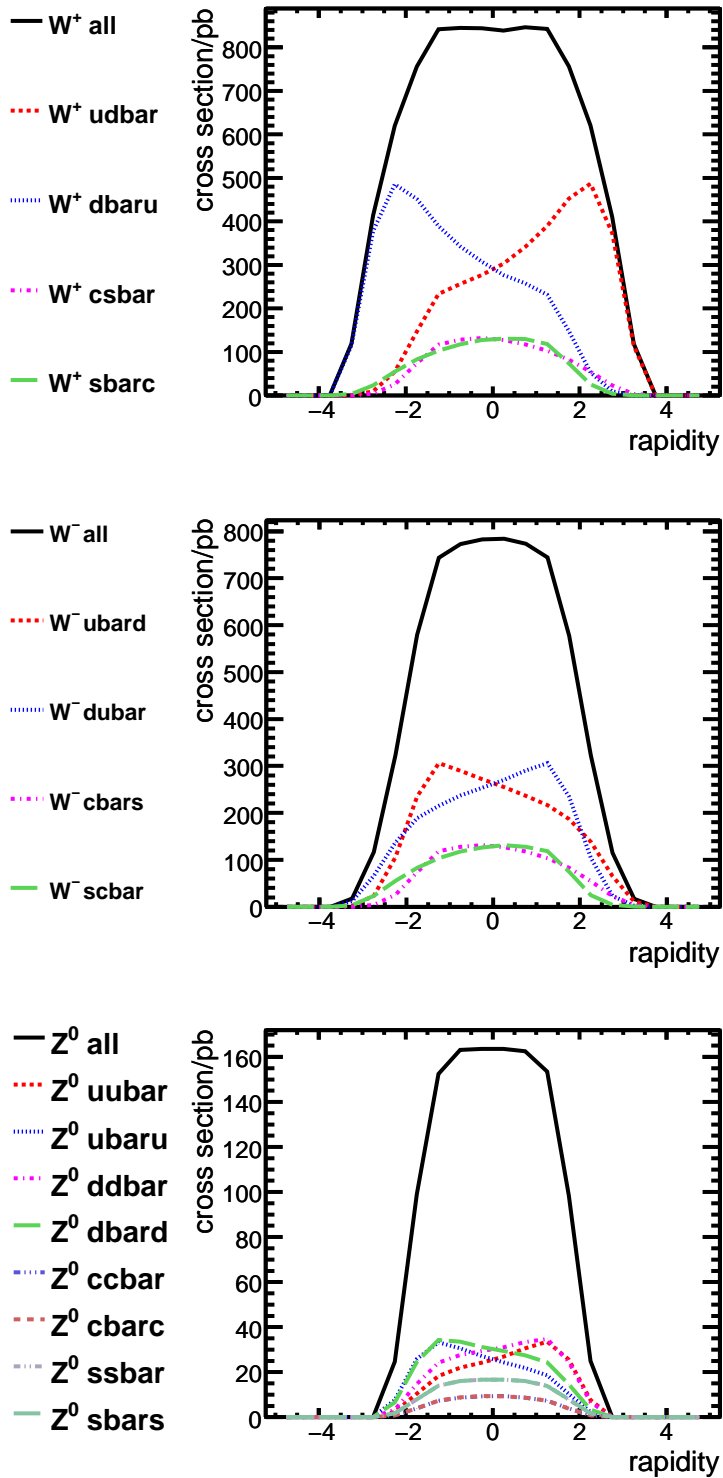 W⁺ all
W⁺ udbar
W⁺ dbaru
W⁺ csbar
W⁺ sbarc
cross section/pb
800
700
600
500
400
300
200
100
0
−4 −2 0 2 4
rapidity
W⁻ all
W⁻ ubard
W⁻ dubar
W⁻ cbars
W⁻ scbar
cross section/pb
800
700
600
500
400
300
200
100
0
−4 −2 0 2 4
rapidity
Z⁰ all
Z⁰ uubar
Z⁰ ubaru
Z⁰ ddbar
Z⁰ dbard
Z⁰ ccbar
Z⁰ cbarc
Z⁰ ssbar
Z⁰ sbars
cross section/pb
160
140
120
100
80
60
40
20
0
−4 −2 0 2 4
rapidity